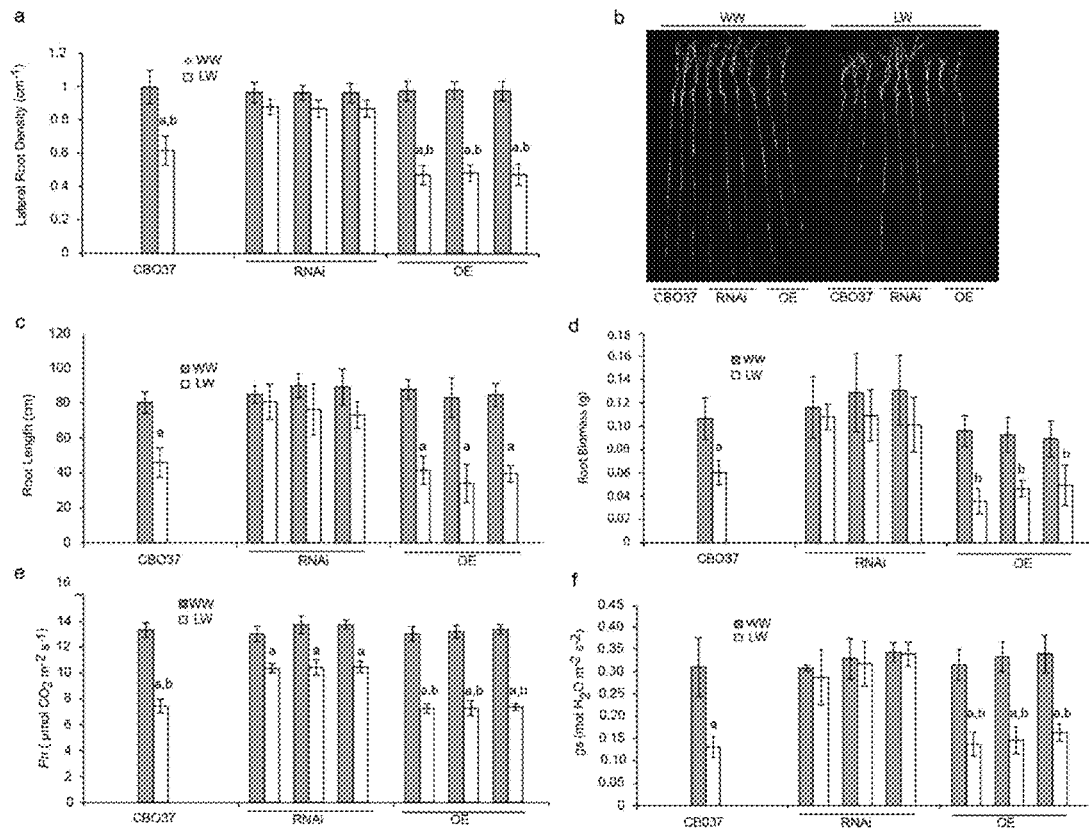 a
Lateral Root Density (cm⁻¹)
1.2
1
0.8
0.6
0.4
0.2
0
WW
LW
a,b
a,b
a,b
a,b
CBO37
RNAi
OE
b
WW
LW
CBO37
RNAi
OE
CBO37
RNAi
OE
c
Root Length (cm)
120
100
80
60
40
20
0
WW
LW
a
a
a
a
CBO37
RNAi
OE
d
Root Biomass (g)
0.18
0.16
0.14
0.12
0.10
0.08
0.06
0.04
0.02
0
WW
LW
a
b
b
b
CBO37
RNAi
OE
e
Pn ( μmol CO₂ m⁻² s⁻¹)
16
14
12
10
8
6
4
2
0
WW
LW
a,b
a
a
a
a,b
a,b
a,b
CBO37
RNAi
OE
f
gs (mol H₂O m⁻² s⁻¹)
0.45
0.40
0.35
0.30
0.25
0.20
0.15
0.10
0.05
0
WW
LW
a
a,b
a,b
a,b
CBO37
RNAi
OE